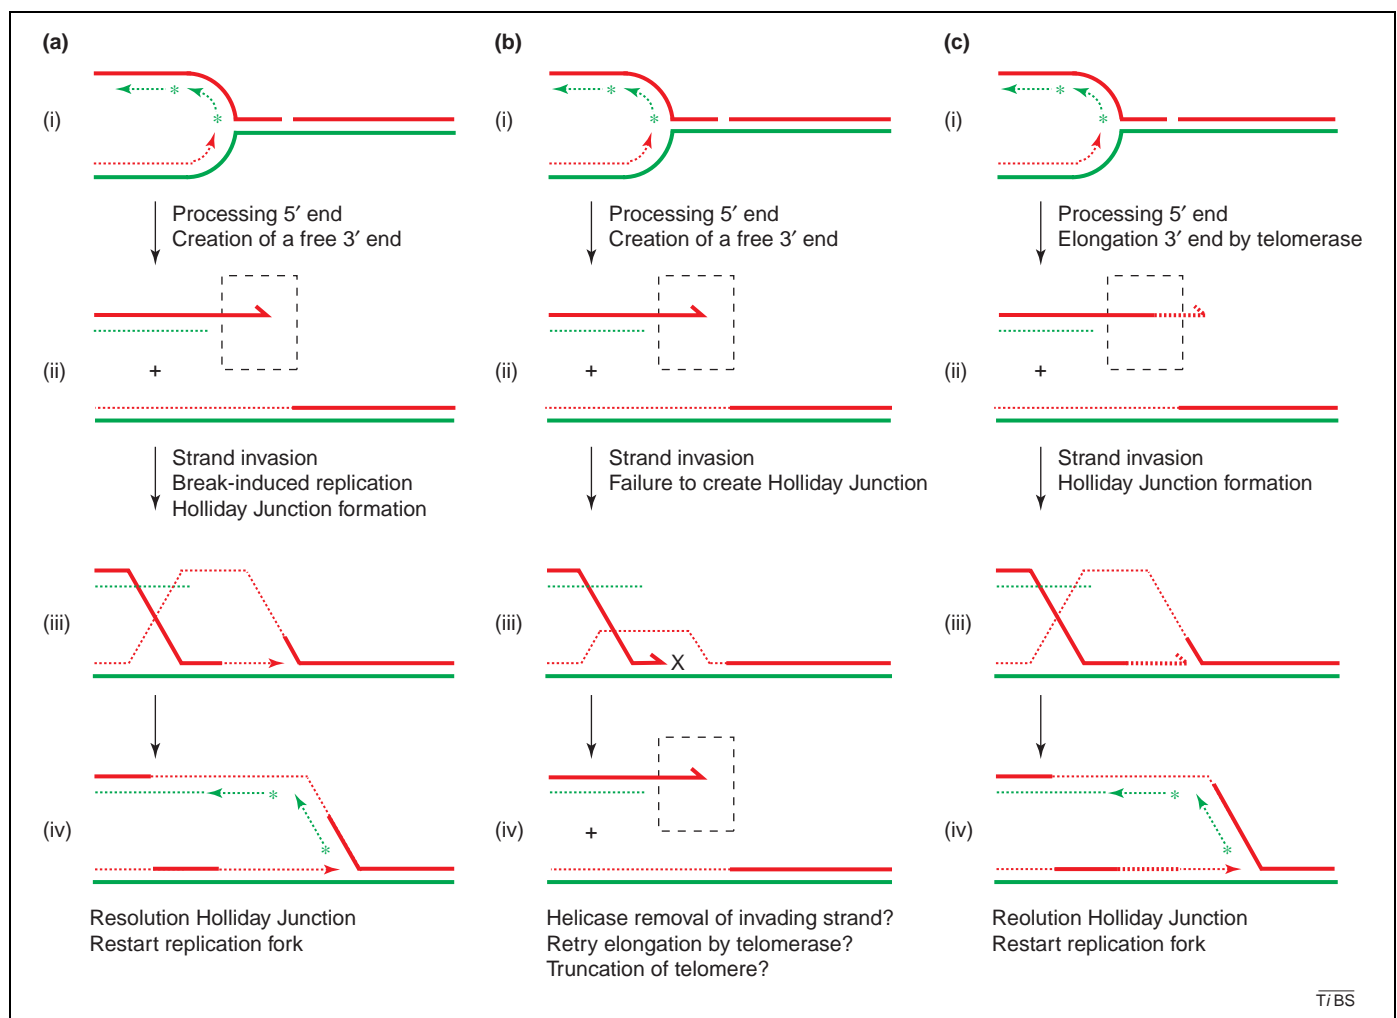 (a)
(i)
Processing 5′ end
Creation of a free 3′ end
(ii)
+
Strand invasion
Break-induced replication
Holliday Junction formation
(iii)
(iv)
Resolution Holliday Junction
Restart replication fork
(b)
(i)
Processing 5′ end
Creation of a free 3′ end
(ii)
+
Strand invasion
Failure to create Holliday Junction
(iii)
X
(iv)
+
Helicase removal of invading strand?
Retry elongation by telomerase?
Truncation of telomere?
(c)
(i)
Processing 5′ end
Elongation 3′ end by telomerase
(ii)
+
Strand invasion
Holliday Junction formation
(iii)
(iv)
Reolution Holliday Junction
Restart replication fork
TiBS